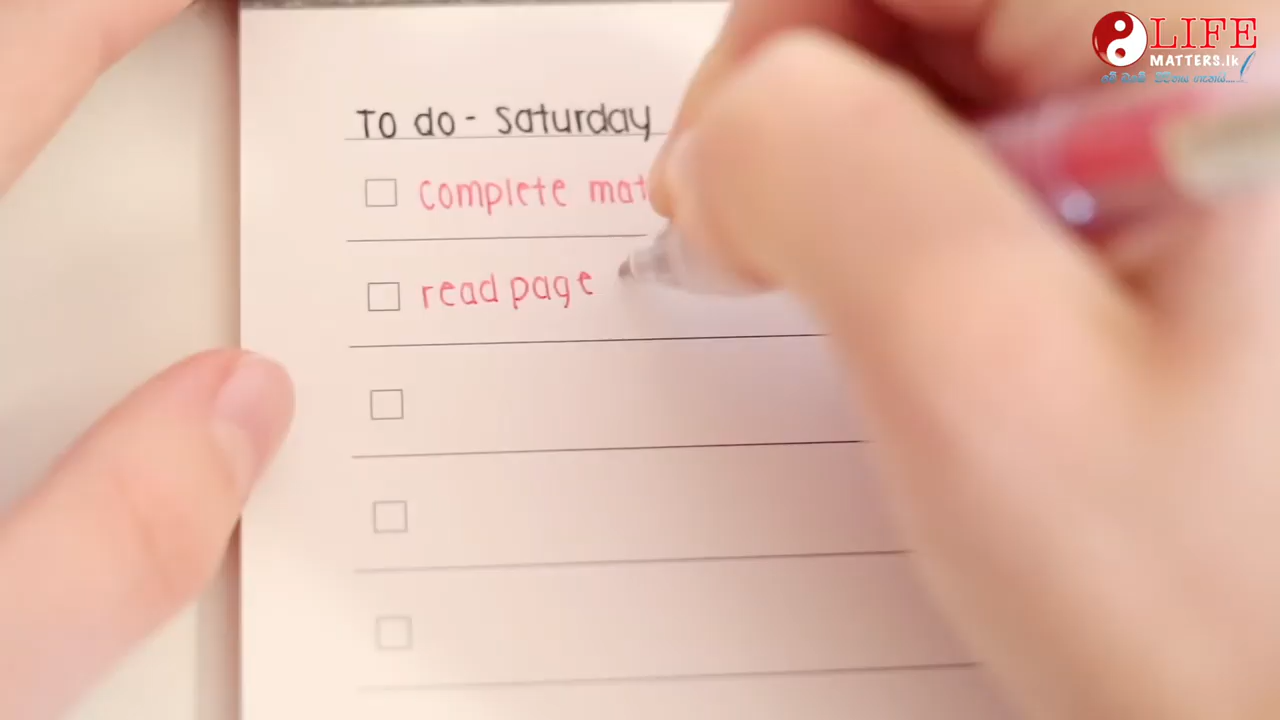 LIFE
MATTERS.lk
To do - Saturday
complete mat
read page